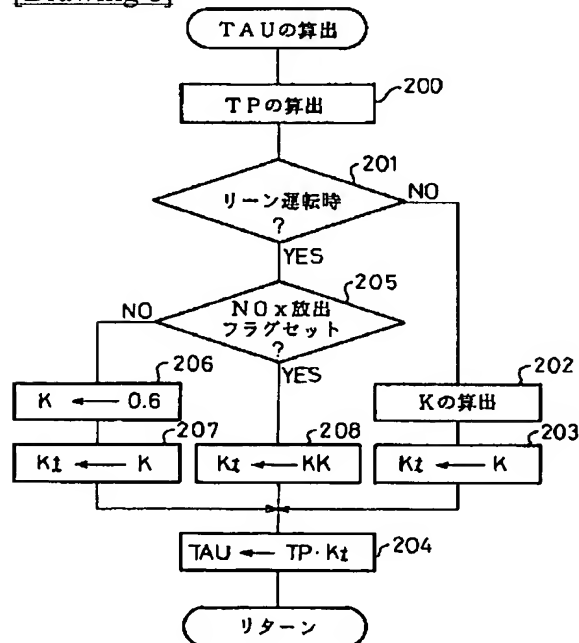 TAUの算出
TPの算出
200
リーン運転時
?
201
NO
YES
NOx放出
フラグセット
?
205
NO
YES
K ← 0.6
206
Kt ← K
207
Kt ← KK
208
Kの算出
202
Kt ← K
203
TAU ← TP·Kt
204
リターン